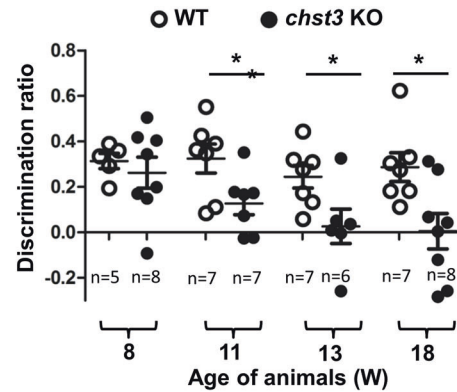 WT chst3 KO
* * * *
Discrimination ratio
0.8
0.6
0.4
0.2
0.0
-0.2
n=5 n=8 n=7 n=7 n=7 n=6 n=7 n=8
8 11 13 18
Age of animals (W)